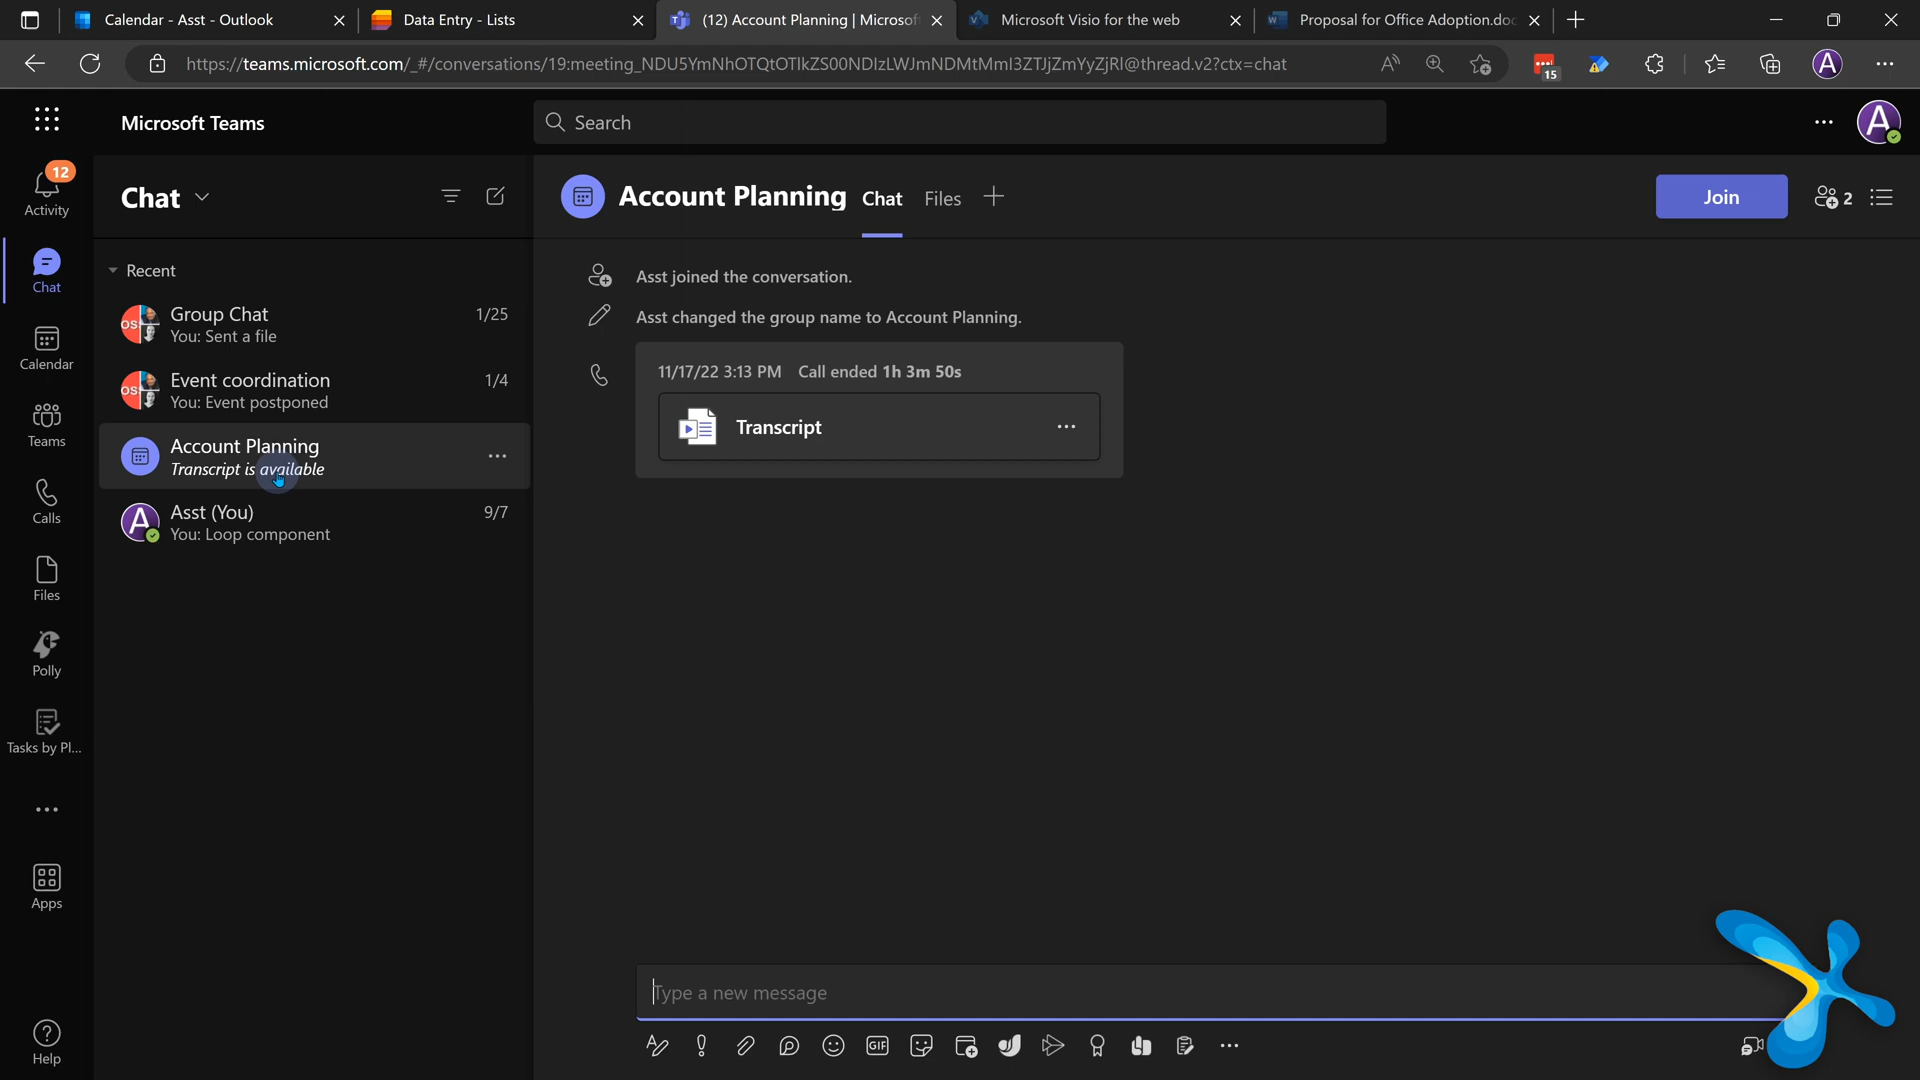 Calendar - Asst - Outlook
Data Entry - Lists
(12) Account Planning | Microsof
Microsoft Visio for the web
Proposal for Office Adoption.doc
https://teams.microsoft.com/_#/conversations/19:meeting_NDU5YmNhOTQtOTlkZS00NDIzLWJmNDMtMmI3ZTJjZmYyZjRl@thread.v2?ctx=chat
15
A
Microsoft Teams
Search
A
12
Activity
Chat
Calendar
Teams
Calls
Files
Polly
Tasks by Pl...
Apps
Help
Chat
Recent
OS
Group Chat
1/25
You: Sent a file
OS
Event coordination
1/4
You: Event postponed
Account Planning
Transcript is available
A
Asst (You)
9/7
You: Loop component
Account Planning
Chat
Files
Join
2
Asst joined the conversation.
Asst changed the group name to Account Planning.
11/17/22 3:13 PM Call ended 1h 3m 50s
Transcript
Type a new message
GIF